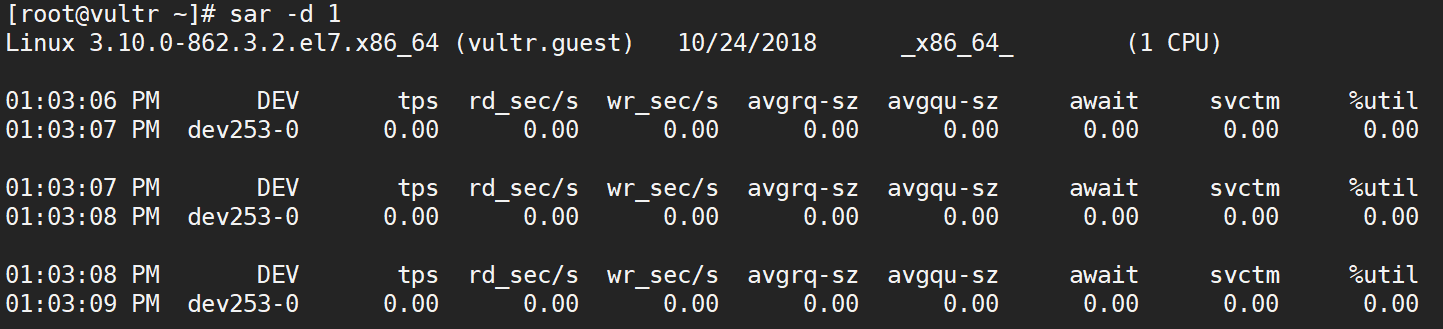 [root@vultr ~]# sar -d 1
Linux 3.10.0-862.3.2.el7.x86_64 (vultr.guest) 10/24/2018 _x86_64_ (1 CPU)
01:03:06 PM DEV tps rd_sec/s wr_sec/s avgrq-sz avgqu-sz await svctm %util
01:03:07 PM dev253-0 0.00 0.00 0.00 0.00 0.00 0.00 0.00 0.00
01:03:07 PM DEV tps rd_sec/s wr_sec/s avgrq-sz avgqu-sz await svctm %util
01:03:08 PM dev253-0 0.00 0.00 0.00 0.00 0.00 0.00 0.00 0.00
01:03:08 PM DEV tps rd_sec/s wr_sec/s avgrq-sz avgqu-sz await svctm %util
01:03:09 PM dev253-0 0.00 0.00 0.00 0.00 0.00 0.00 0.00 0.00